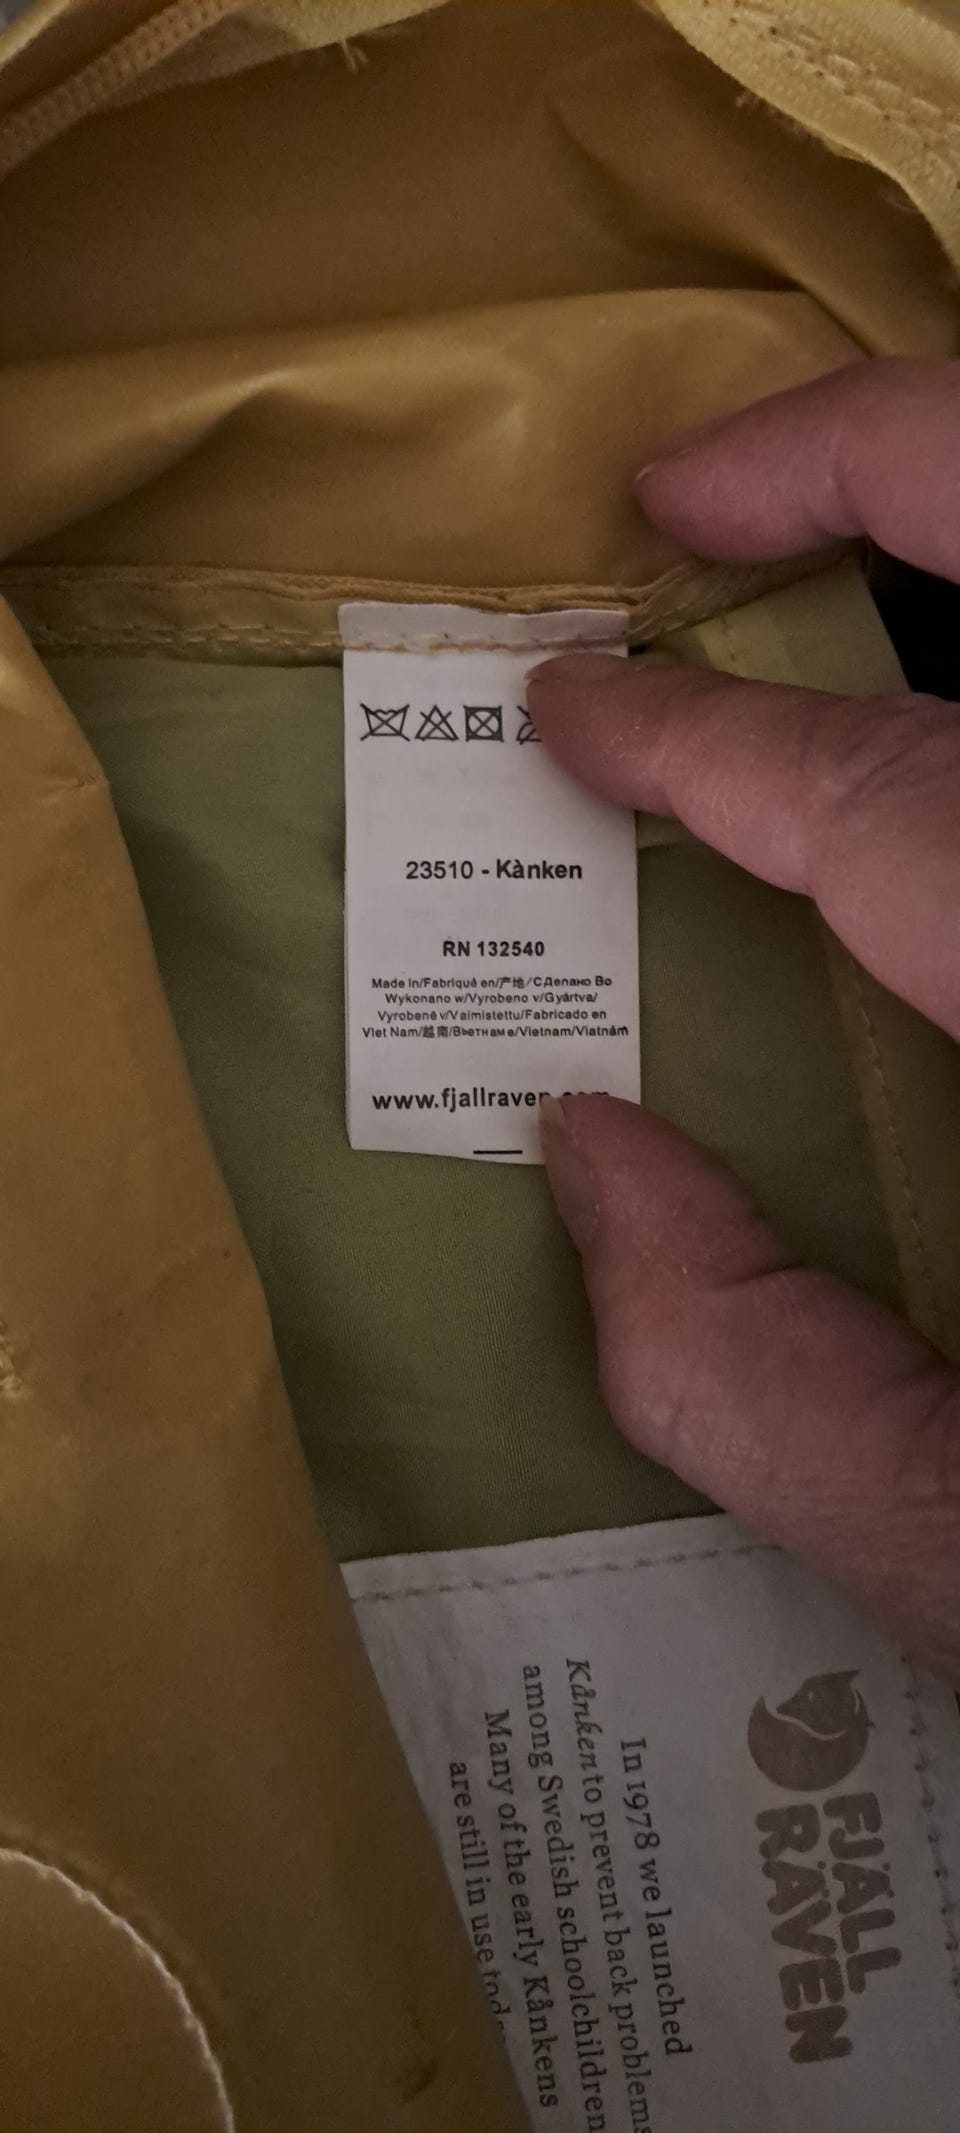 23510 - Kànken
RN 132540
Made in/Fabriqué en/产地/СДепано Во
Wykonano w/Vyrobeno v/Gyártva/
Vyrobené v/Valmistettu/Fabricado en
Viet Nam/越南/Вьетнаме/Vietnam/Viatnám
www.fjallraven
FJÄLL
RÄVEN
In 1978 we launched
Kånken to prevent back problems
among Swedish schoolchildren
Many of the early Kånkens
are still in use